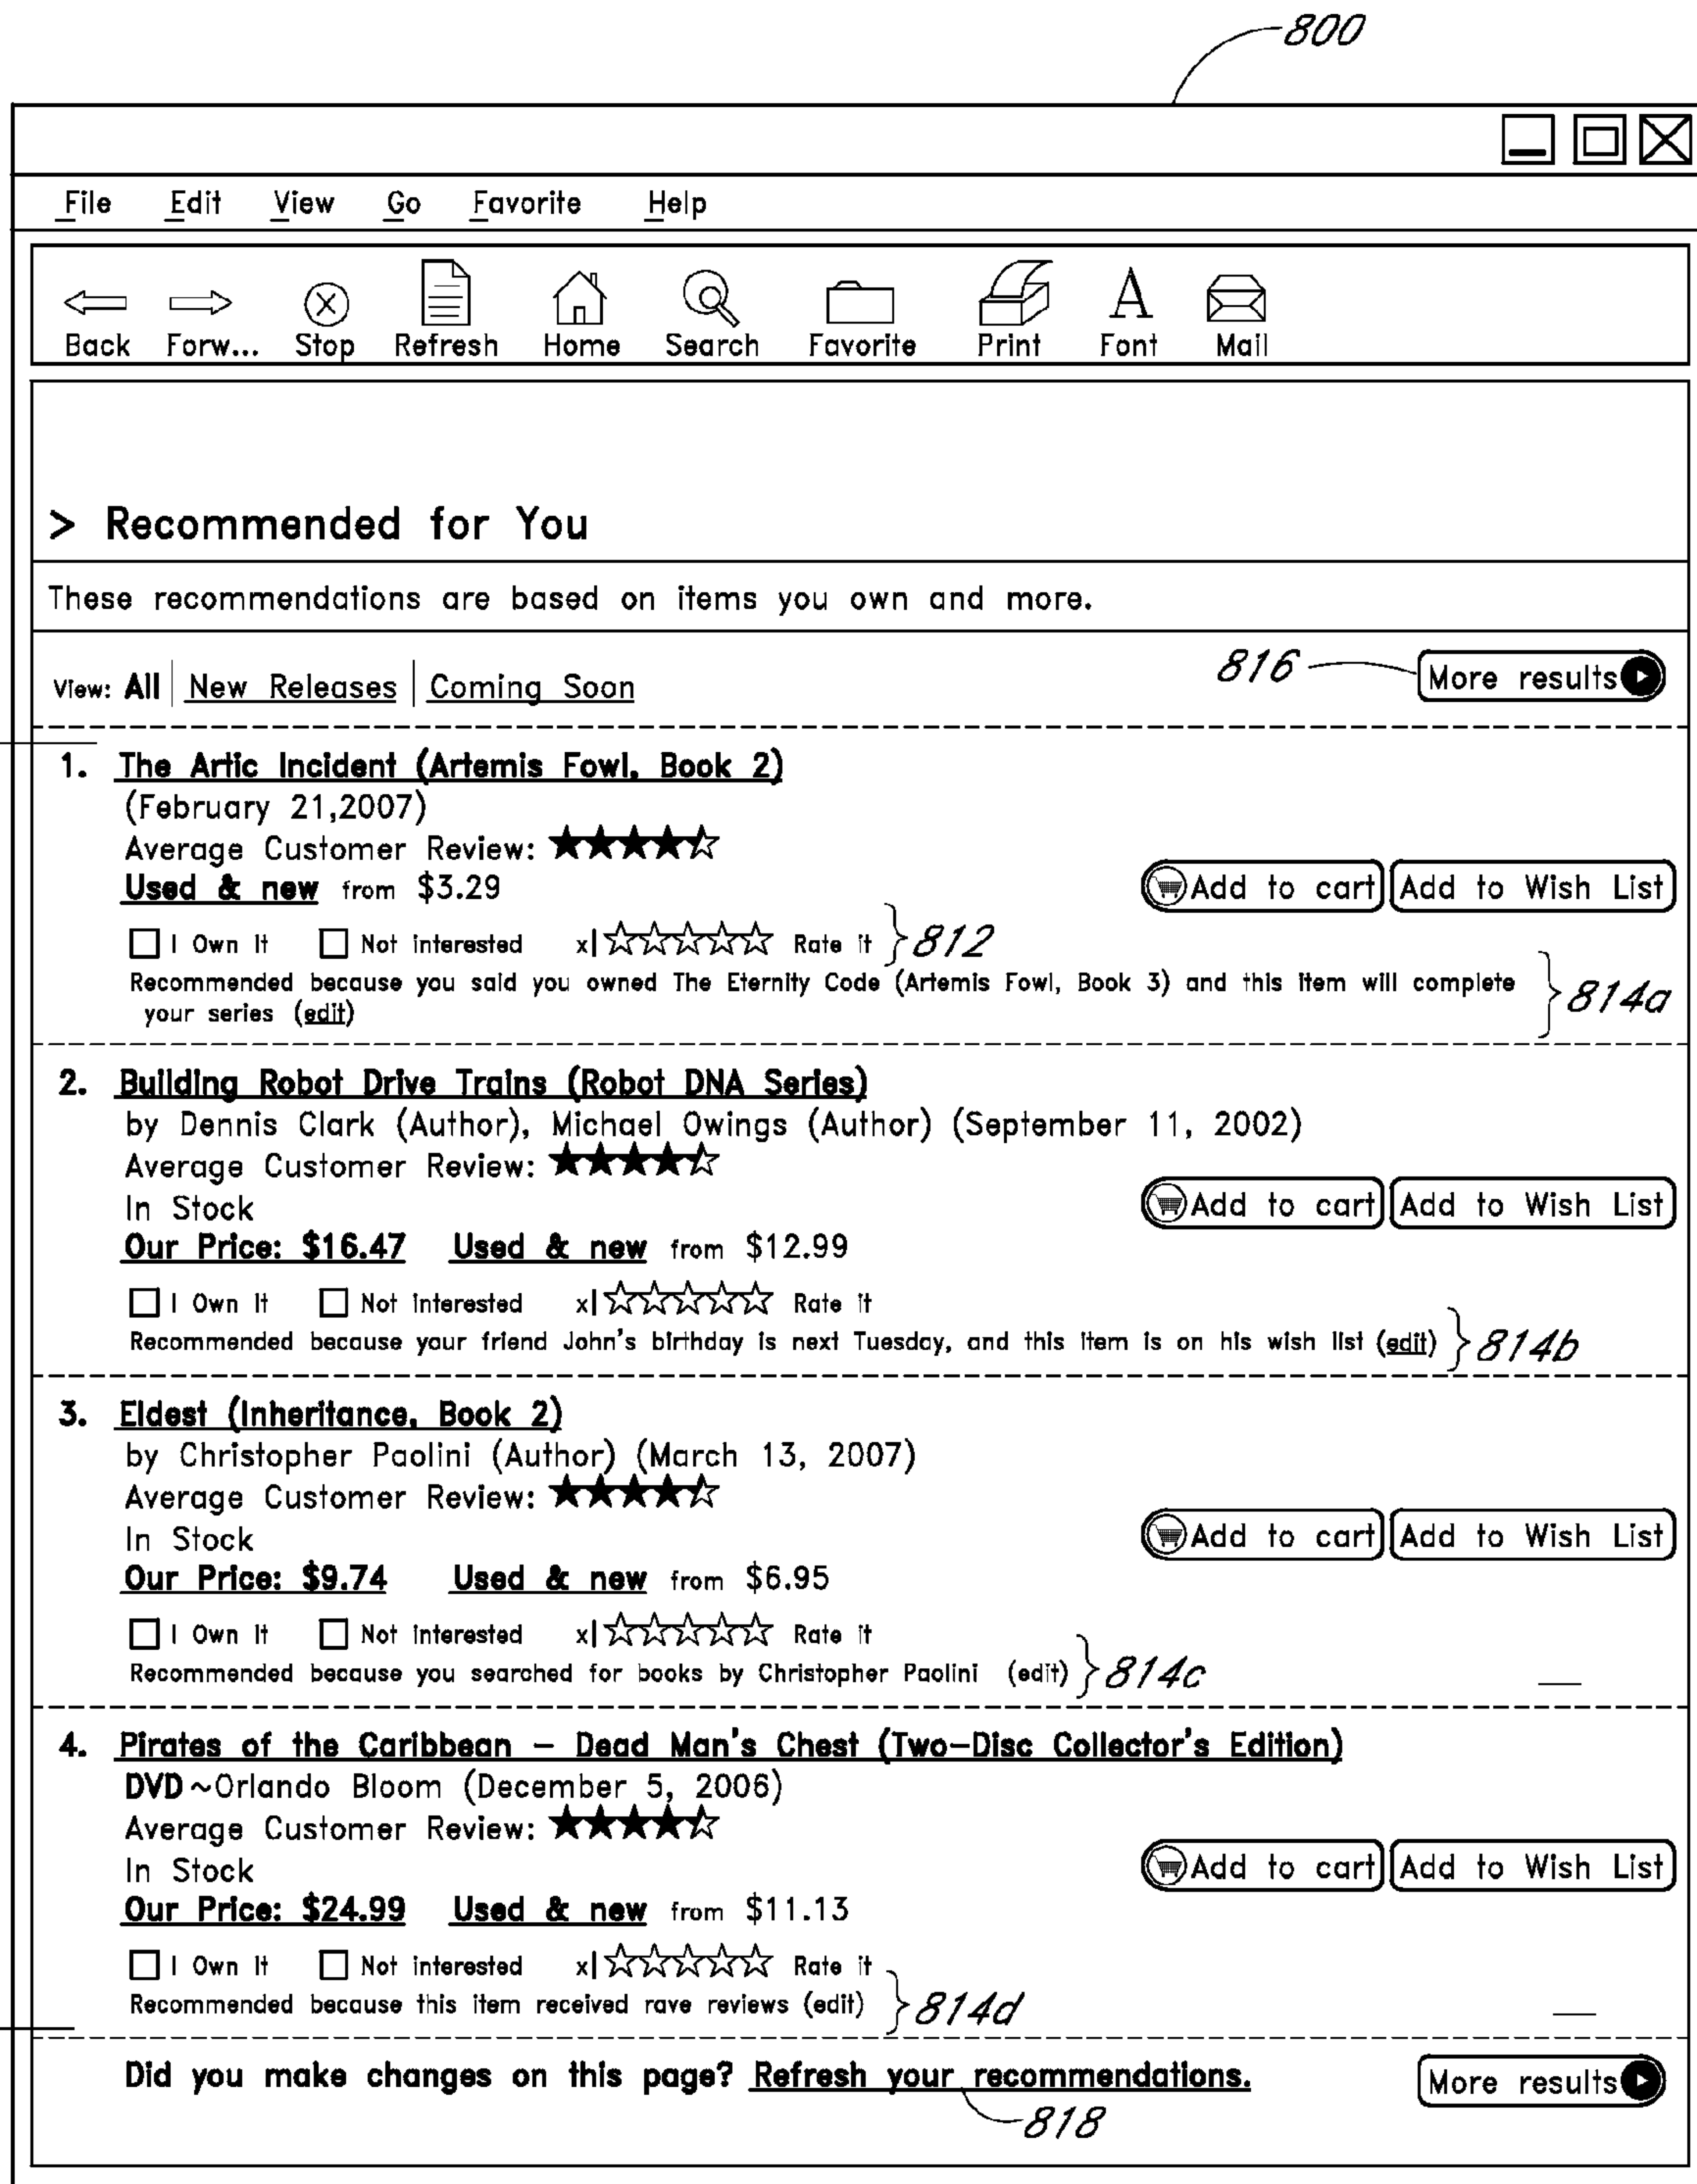 800
File Edit View Go Favorite Help
Back Forw... Stop Refresh Home Search Favorite Print Font Mail
> Recommended for You
These recommendations are based on items you own and more.
View: All New Releases Coming Soon 816 More results
1. The Artic Incident (Artemis Fowl, Book 2)
(February 21,2007)
Average Customer Review:
Used & new from $3.29 Add to cart Add to Wish List
I Own It Not interested x| Rate it 812
Recommended because you said you owned The Eternity Code (Artemis Fowl, Book 3) and this item will complete
your series (edit) 814a
2. Building Robot Drive Trains (Robot DNA Series)
by Dennis Clark (Author), Michael Owings (Author) (September 11, 2002)
Average Customer Review:
In Stock Add to cart Add to Wish List
Our Price: $16.47 Used & new from $12.99
I Own It Not interested x| Rate it
Recommended because your friend John's birthday is next Tuesday, and this item is on his wish list (edit) 814b
3. Eldest (Inheritance, Book 2)
by Christopher Paolini (Author) (March 13, 2007)
Average Customer Review:
In Stock Add to cart Add to Wish List
Our Price: $9.74 Used & new from $6.95
I Own It Not interested x| Rate it
Recommended because you searched for books by Christopher Paolini (edit) 814c
4. Pirates of the Caribbean – Dead Man's Chest (Two–Disc Collector's Edition)
DVD ~Orlando Bloom (December 5, 2006)
Average Customer Review:
In Stock Add to cart Add to Wish List
Our Price: $24.99 Used & new from $11.13
I Own It Not interested x| Rate it
Recommended because this item received rave reviews (edit) 814d
Did you make changes on this page? Refresh your recommendations. More results
818